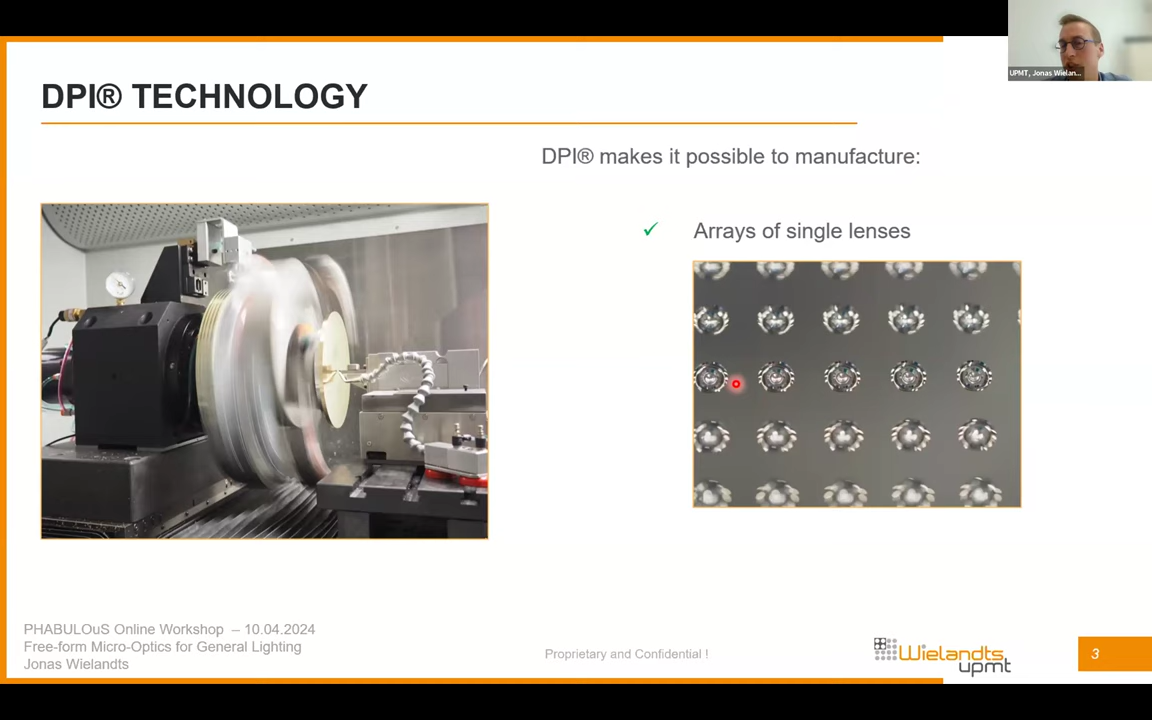 UPMT, Jonas Wielan...
DPI® TECHNOLOGY
DPI® makes it possible to manufacture:
✓ Arrays of single lenses
PHABULOuS Online Workshop – 10.04.2024
Free-form Micro-Optics for General Lighting
Jonas Wielandts
Proprietary and Confidential !
Wielandts
upmt
3